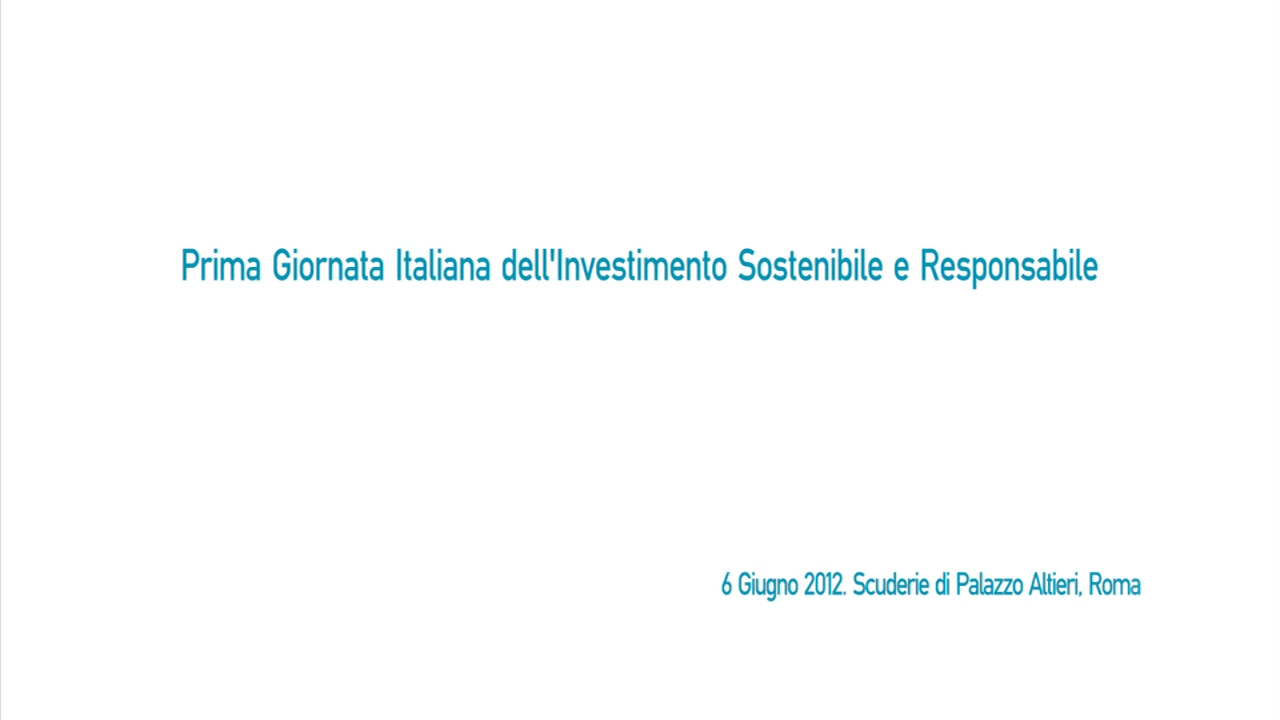 Prima Giornata Italiana dell'Investimento Sostenibile e Responsabile
6 Giugno 2012. Scuderie di Palazzo Altieri, Roma